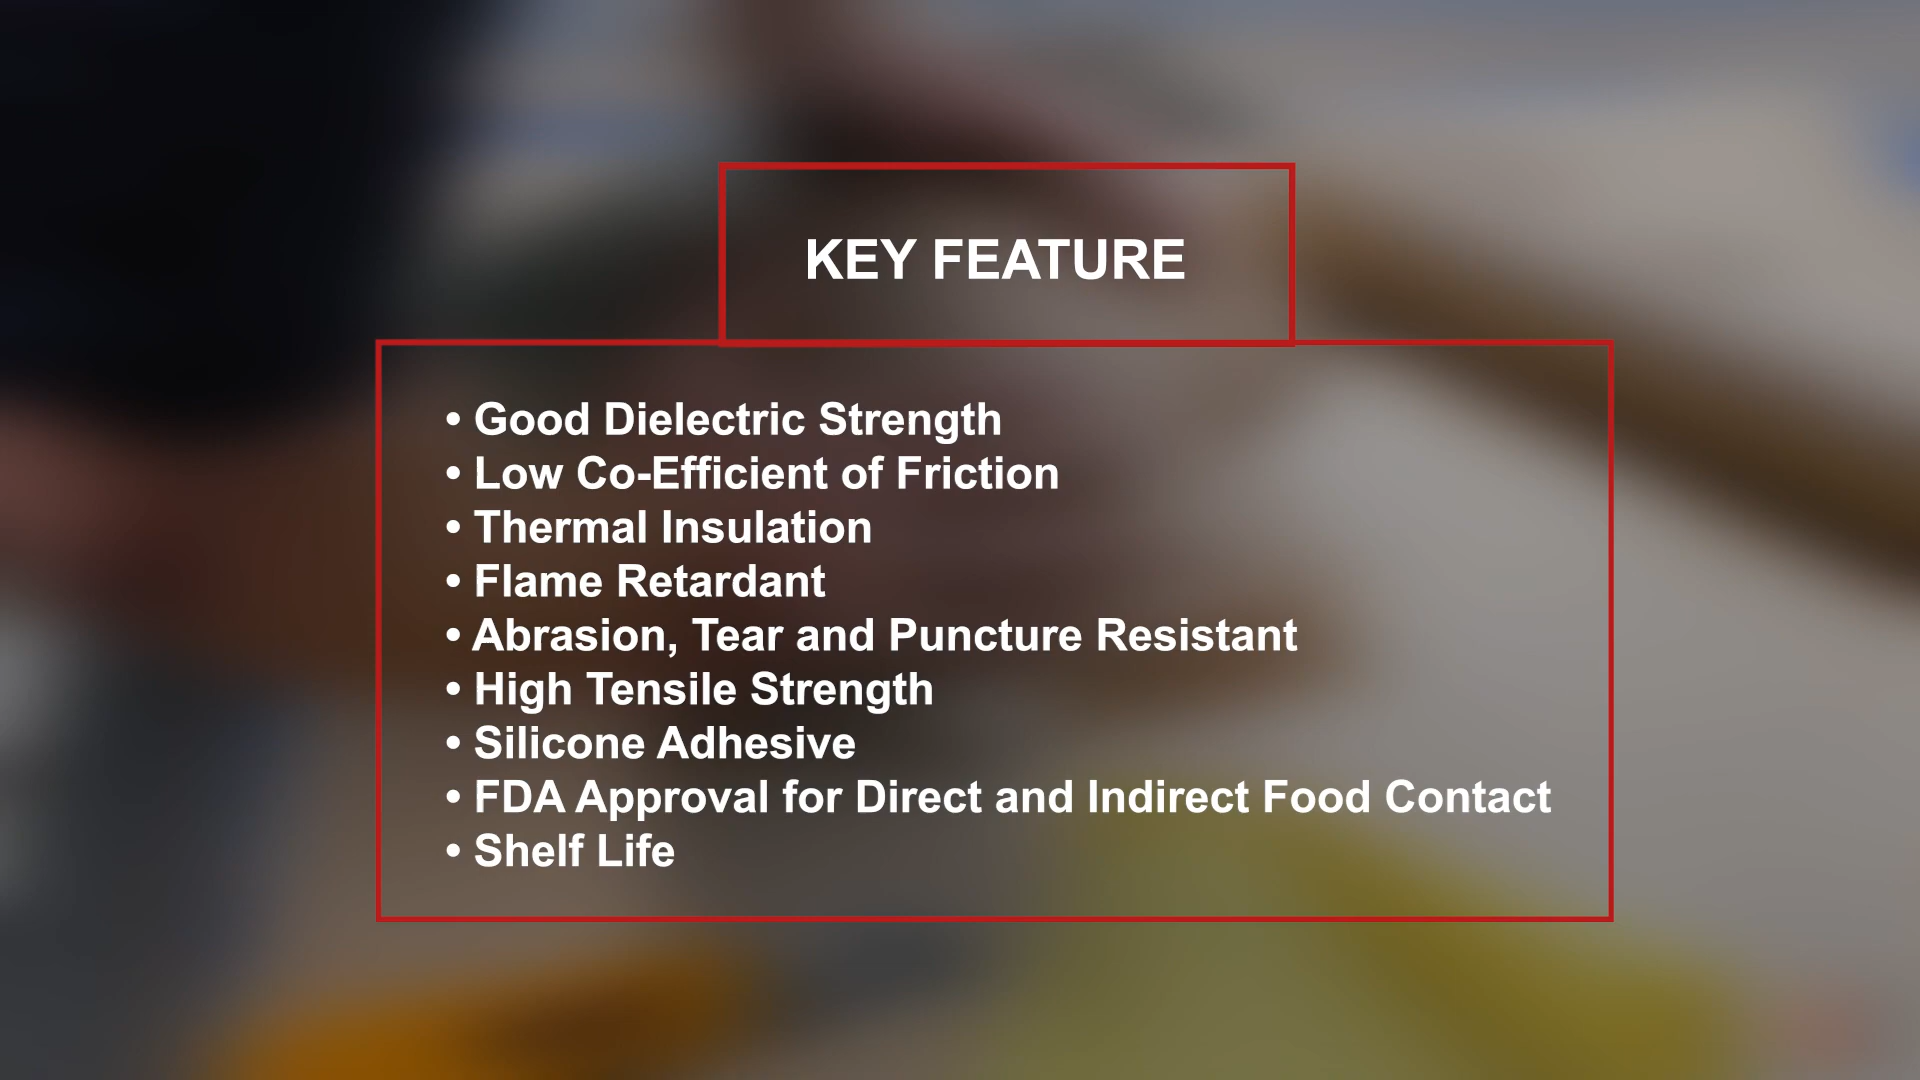 KEY FEATURE
• Good Dielectric Strength
• Low Co-Efficient of Friction
• Thermal Insulation
• Flame Retardant
• Abrasion, Tear and Puncture Resistant
• High Tensile Strength
• Silicone Adhesive
• FDA Approval for Direct and Indirect Food Contact
• Shelf Life